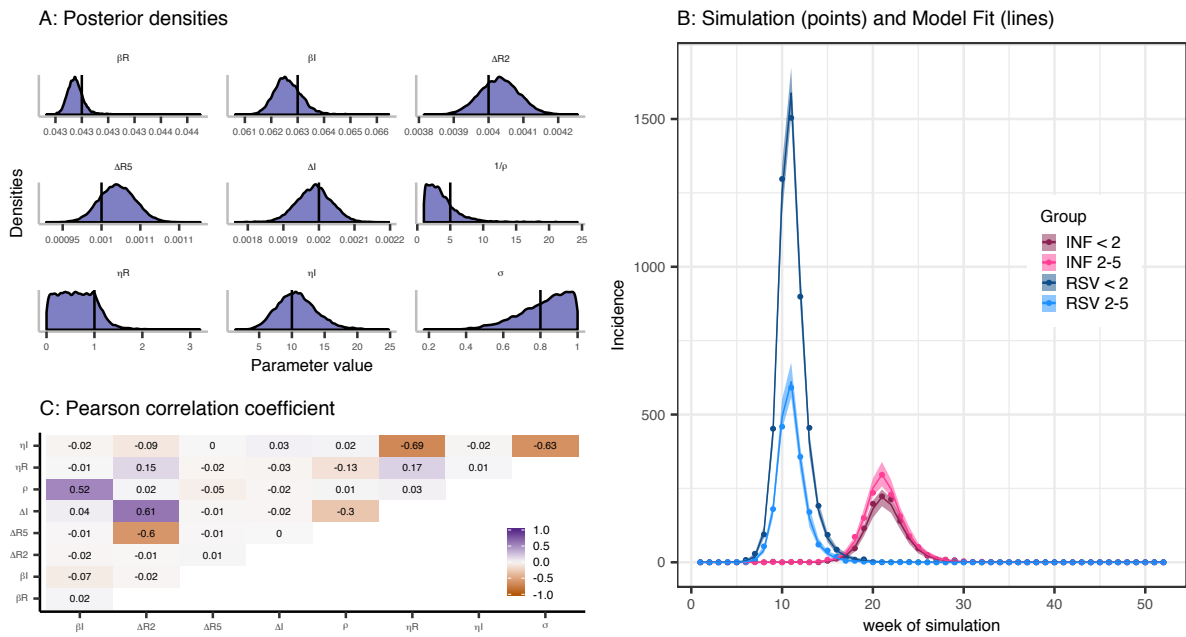 A: Posterior densities
βR
βI
ΔR2
0.043 0.043 0.043 0.043 0.044 0.044
0.061 0.062 0.063 0.064 0.065 0.066
0.0038 0.0039 0.004 0.0041 0.0042
ΔR5
ΔI
1/ρ
0.00095 0.001 0.0011 0.0011
0.0018 0.0019 0.002 0.0021 0.0022
0 5 10 15 20 25
ηR
ηI
σ
0 1 2 3
5 10 15 20 25
0.2 0.4 0.6 0.8 1
Densities
Parameter value
C: Pearson correlation coefficient
ηI -0.02 -0.09 0 0.03 0.02 -0.69 -0.02 -0.63
ηR -0.01 0.15 -0.02 -0.03 -0.13 0.17 0.01
ρ 0.52 0.02 -0.05 -0.02 0.01 0.03
ΔI 0.04 0.61 -0.01 -0.02 -0.3
ΔR5 -0.01 -0.6 -0.01 0
ΔR2 -0.02 -0.01 0.01
βI -0.07 -0.02
βR 0.02
βI ΔR2 ΔR5 ΔI ρ ηR ηI σ
1.0
0.5
0.0
-0.5
-1.0
B: Simulation (points) and Model Fit (lines)
1500
1000
500
0
Incidence
0 10 20 30 40 50
week of simulation
Group
INF < 2
INF 2-5
RSV < 2
RSV 2-5